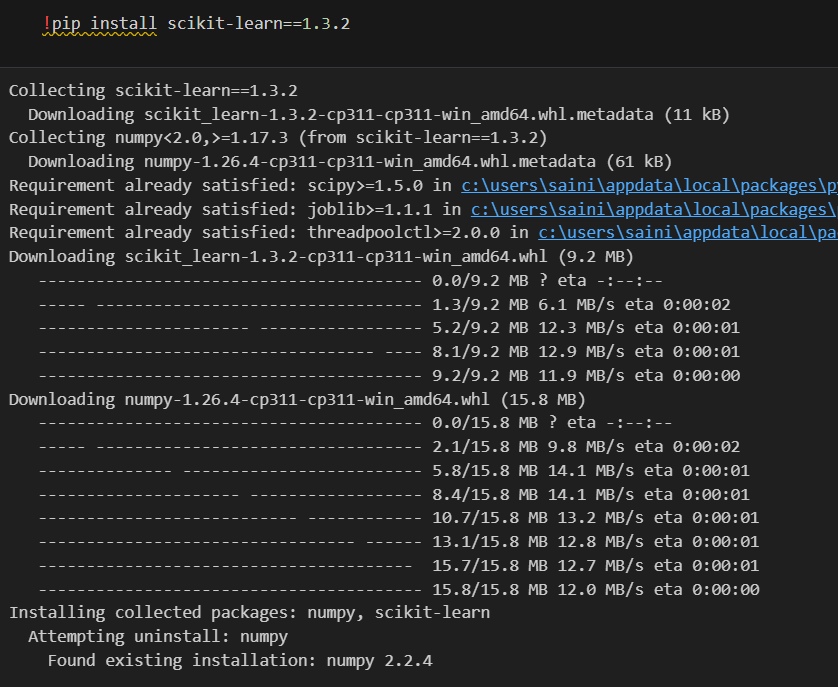 !pip install scikit-learn==1.3.2
Collecting scikit-learn==1.3.2
  Downloading scikit_learn-1.3.2-cp311-cp311-win_amd64.whl.metadata (11 kB)
Collecting numpy<2.0,>=1.17.3 (from scikit-learn==1.3.2)
  Downloading numpy-1.26.4-cp311-cp311-win_amd64.whl.metadata (61 kB)
Requirement already satisfied: scipy>=1.5.0 in c:\users\saini\appdata\local\packages\p
Requirement already satisfied: joblib>=1.1.1 in c:\users\saini\appdata\local\packages\
Requirement already satisfied: threadpoolctl>=2.0.0 in c:\users\saini\appdata\local\pa
Downloading scikit_learn-1.3.2-cp311-cp311-win_amd64.whl (9.2 MB)
   ---------------------------------------- 0.0/9.2 MB ? eta -:--:--
   ----- ---------------------------------- 1.3/9.2 MB 6.1 MB/s eta 0:00:02
   ---------------------- ----------------- 5.2/9.2 MB 12.3 MB/s eta 0:00:01
   ----------------------------------- ---- 8.1/9.2 MB 12.9 MB/s eta 0:00:01
   ---------------------------------------- 9.2/9.2 MB 11.9 MB/s eta 0:00:00
Downloading numpy-1.26.4-cp311-cp311-win_amd64.whl (15.8 MB)
   ---------------------------------------- 0.0/15.8 MB ? eta -:--:--
   ----- ---------------------------------- 2.1/15.8 MB 9.8 MB/s eta 0:00:02
   -------------- ------------------------- 5.8/15.8 MB 14.1 MB/s eta 0:00:01
   --------------------- ------------------ 8.4/15.8 MB 14.1 MB/s eta 0:00:01
   --------------------------- ------------ 10.7/15.8 MB 13.2 MB/s eta 0:00:01
   --------------------------------- ------ 13.1/15.8 MB 12.8 MB/s eta 0:00:01
   ---------------------------------------  15.7/15.8 MB 12.7 MB/s eta 0:00:01
   ---------------------------------------- 15.8/15.8 MB 12.0 MB/s eta 0:00:00
Installing collected packages: numpy, scikit-learn
  Attempting uninstall: numpy
    Found existing installation: numpy 2.2.4